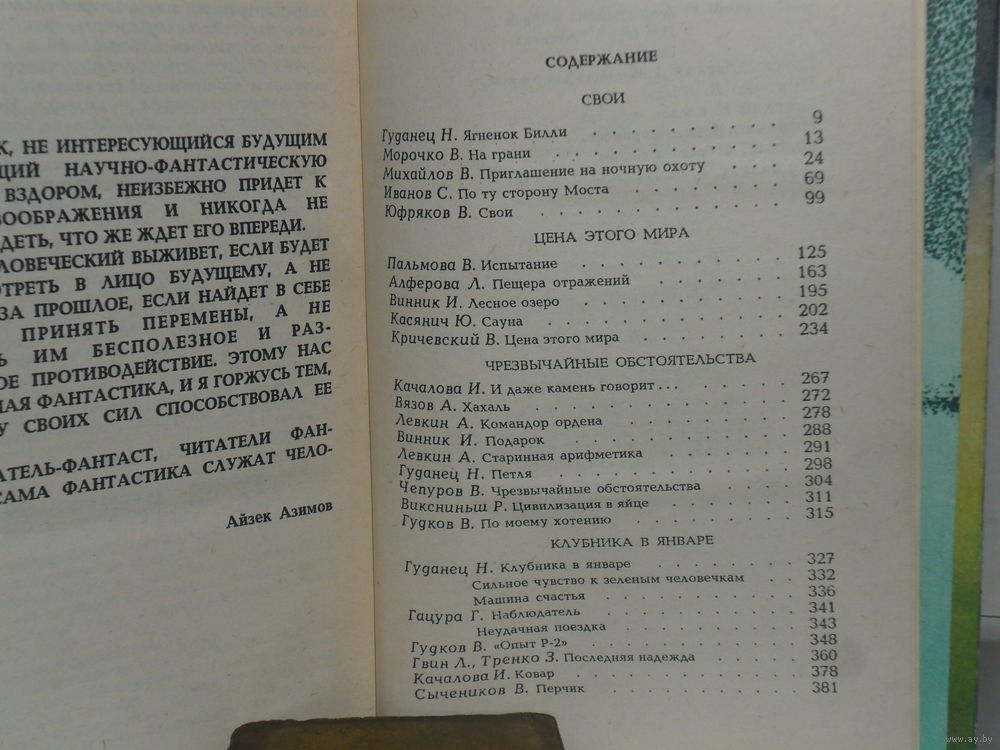 К, НЕ ИНТЕРЕСУЮЩИЙСЯ БУДУЩИМ
ЩИЙ НАУЧНО-ФАНТАСТИЧЕСКУЮ
ВЗДОРОМ, НЕИЗБЕЖНО ПРИДЕТ К
ВООБРАЖЕНИЯ И НИКОГДА НЕ
ДЕТЬ, ЧТО ЖЕ ЖДЕТ ЕГО ВПЕРЕДИ.
ЛОВЕЧЕСКИЙ ВЫЖИВЕТ, ЕСЛИ БУДЕТ
ОТРЕТЬ В ЛИЦО БУДУЩЕМУ, А НЕ
ЗА ПРОШЛОЕ, ЕСЛИ НАЙДЕТ В СЕБЕ
ПРИНЯТЬ ПЕРЕМЕНЫ, А НЕ
Ь ИМ БЕСПОЛЕЗНОЕ И РАЗ-
ОЕ ПРОТИВОДЕЙСТВИЕ. ЭТОМУ НАС
НАЯ ФАНТАСТИКА, И Я ГОРЖУСЬ ТЕМ,
У СВОИХ СИЛ СПОСОБСТВОВАЛ ЕЕ
АТЕЛЬ-ФАНТАСТ, ЧИТАТЕЛИ ФАН-
САМА ФАНТАСТИКА СЛУЖАТ ЧЕЛО-
Айзек Азимов
СОДЕРЖАНИЕ
СВОИ
Гуданец Н. Ягненок Билли . . . . . . . . . 9
Морочко В. На грани . . . . . . . . . . 13
Михайлов В. Приглашение на ночную охоту . . . . 24
Иванов С. По ту сторону Моста . . . . . . . 69
Юфряков В. Свои . . . . . . . . . . . 99
ЦЕНА ЭТОГО МИРА
Пальмова В. Испытание . . . . . . . . . 125
Алферова Л. Пещера отражений . . . . . . . 163
Винник И. Лесное озеро . . . . . . . . . 195
Касянич Ю. Сауна . . . . . . . . . . 202
Кричевский В. Цена этого мира . . . . . . . 234
ЧРЕЗВЫЧАЙНЫЕ ОБСТОЯТЕЛЬСТВА
Качалова И. И даже камень говорит... . . . . . . 267
Вязов А. Хахаль . . . . . . . . . . . 272
Левкин А. Командор ордена . . . . . . . . 278
Винник И. Подарок . . . . . . . . . . 288
Левкин А. Старинная арифметика . . . . . . . 291
Гуданец Н. Петля . . . . . . . . . . . 298
Чепуров В. Чрезвычайные обстоятельства . . . . . 304
Виксниньш Р. Цивилизация в яйце . . . . . . 311
Гудков В. По моему хотению . . . . . . . . 315
КЛУБНИКА В ЯНВАРЕ
Гуданец Н. Клубника в январе . . . . . . . 327
Сильное чувство к зеленым человечкам . . 332
Машина счастья . . . . . . . . . 336
Гацура Г. Наблюдатель . . . . . . . . . 341
Неудачная поездка . . . . . . . . 343
Гудков В. «Опыт Р-2» . . . . . . . . . . 348
Гвин Л., Тренко З. Последняя надежда . . . . . 360
Качалова И. Ковар . . . . . . . . . . 378
Сычеников В. Перчик . . . . . . . . . . 381
www.ay.by